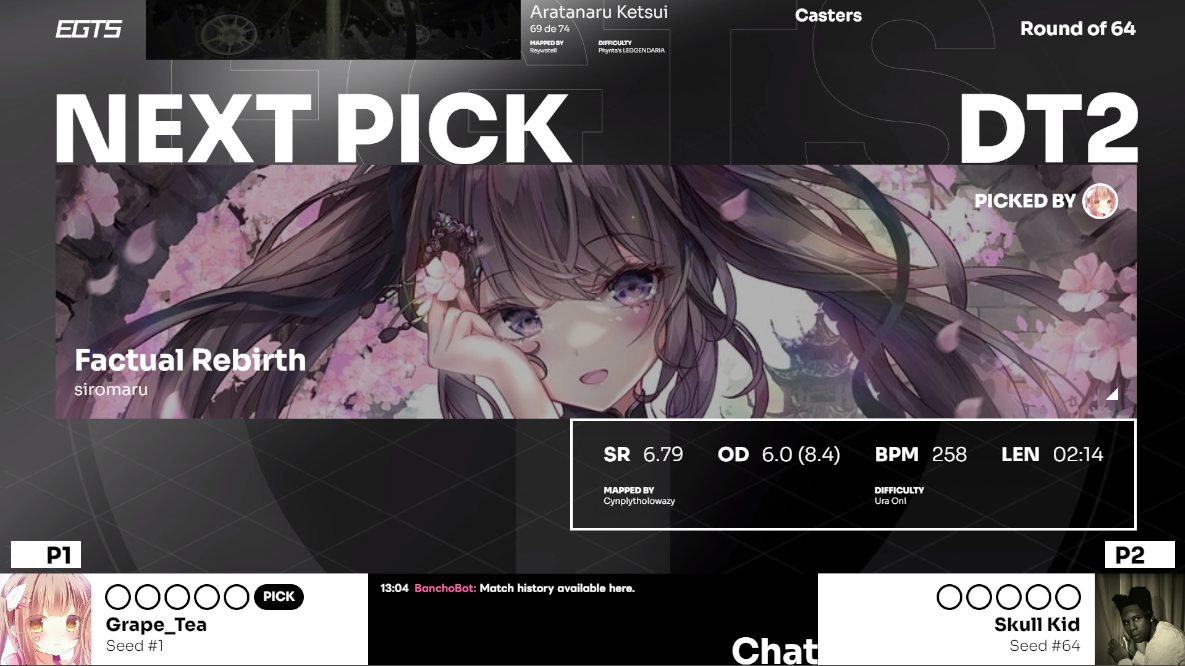 EGTS
Aratanaru Ketsui
69 de 74
MAPPED BY
Raywatell
DIFFICULTY
Phynta's LEGGENDARIA
Casters
Round of 64
NEXT PICK
DT2
PICKED BY
Factual Rebirth
siromaru
SR 6.79 OD 6.0 (8.4) BPM 258 LEN 02:14
MAPPED BY
Cynplytholowazy
DIFFICULTY
Ura Oni
P1
P2
PICK
Grape_Tea
Seed #1
13:04 BanchoBot: Match history available here.
Chat
Skull Kid
Seed #64